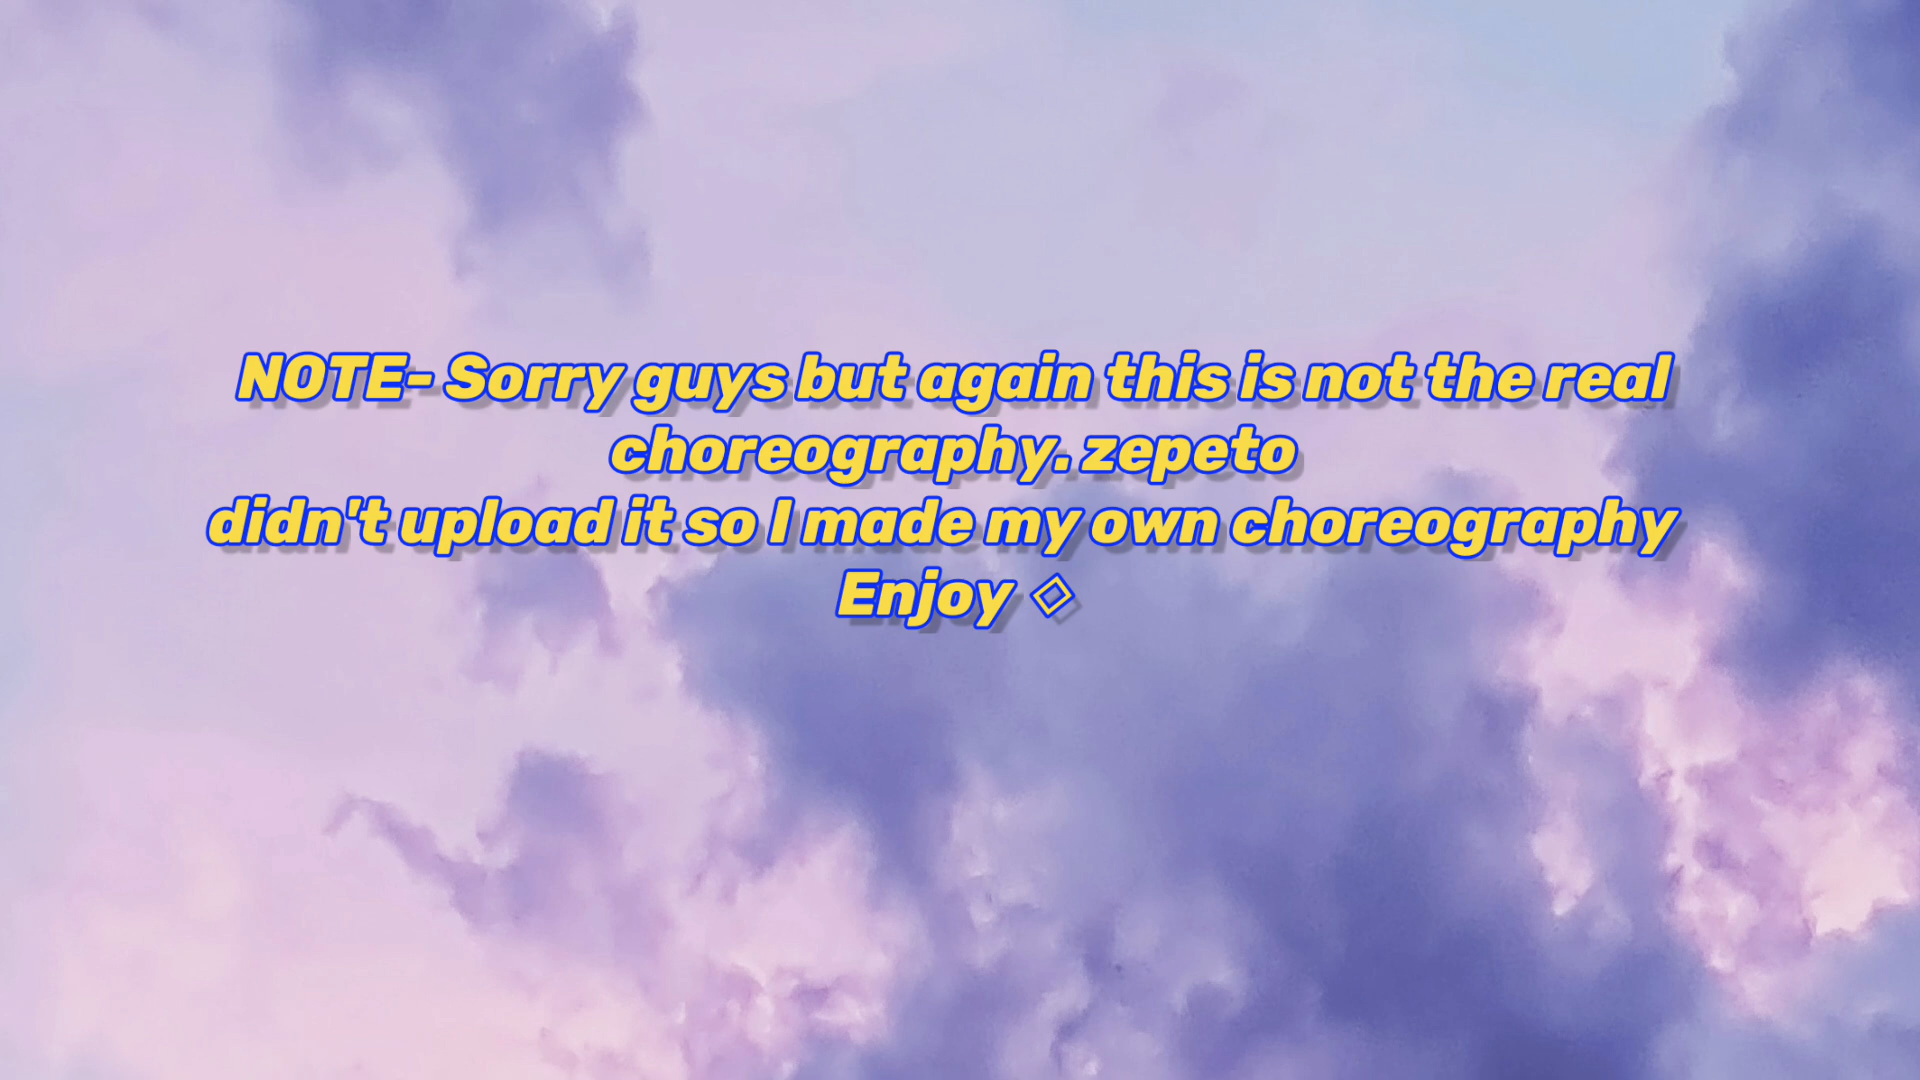 NOTE- Sorry guys but again this is not the real
choreography. zepeto
didn't upload it so I made my own choreography
Enjoy ◇